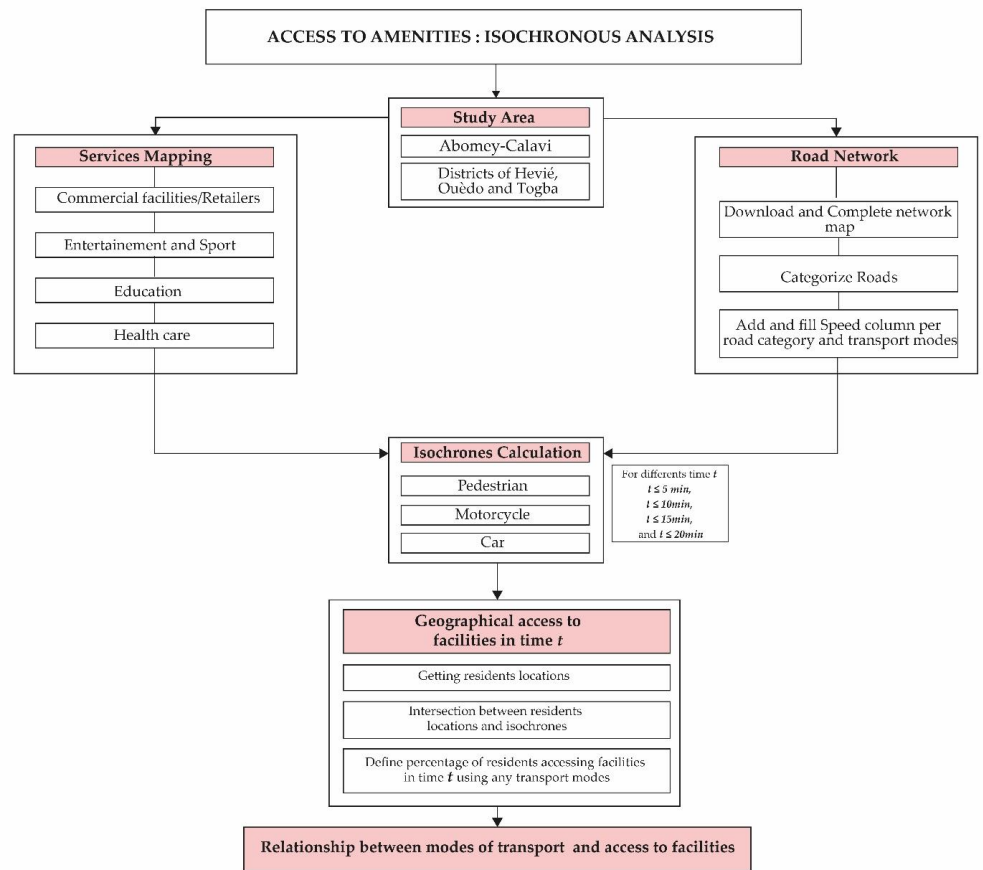 ACCESS TO AMENITIES : ISOCHRONOUS ANALYSIS
Study Area
Abomey-Calavi
Districts of Hevié,
Ouèdo and Togba
Services Mapping
Commercial facilities/Retailers
Entertainement and Sport
Education
Health care
Road Network
Download and Complete network
map
Categorize Roads
Add and fill Speed column per
road category and transport modes
Isochrones Calculation
Pedestrian
Motorcycle
Car
For differents time t
t ≤ 5 min,
t ≤ 10min,
t ≤ 15min,
and t ≤ 20min
Geographical access to
facilities in time t
Getting residents locations
Intersection between residents
locations and isochrones
Define percentage of residents accessing facilities
in time t using any transport modes
Relationship between modes of transport and access to facilities